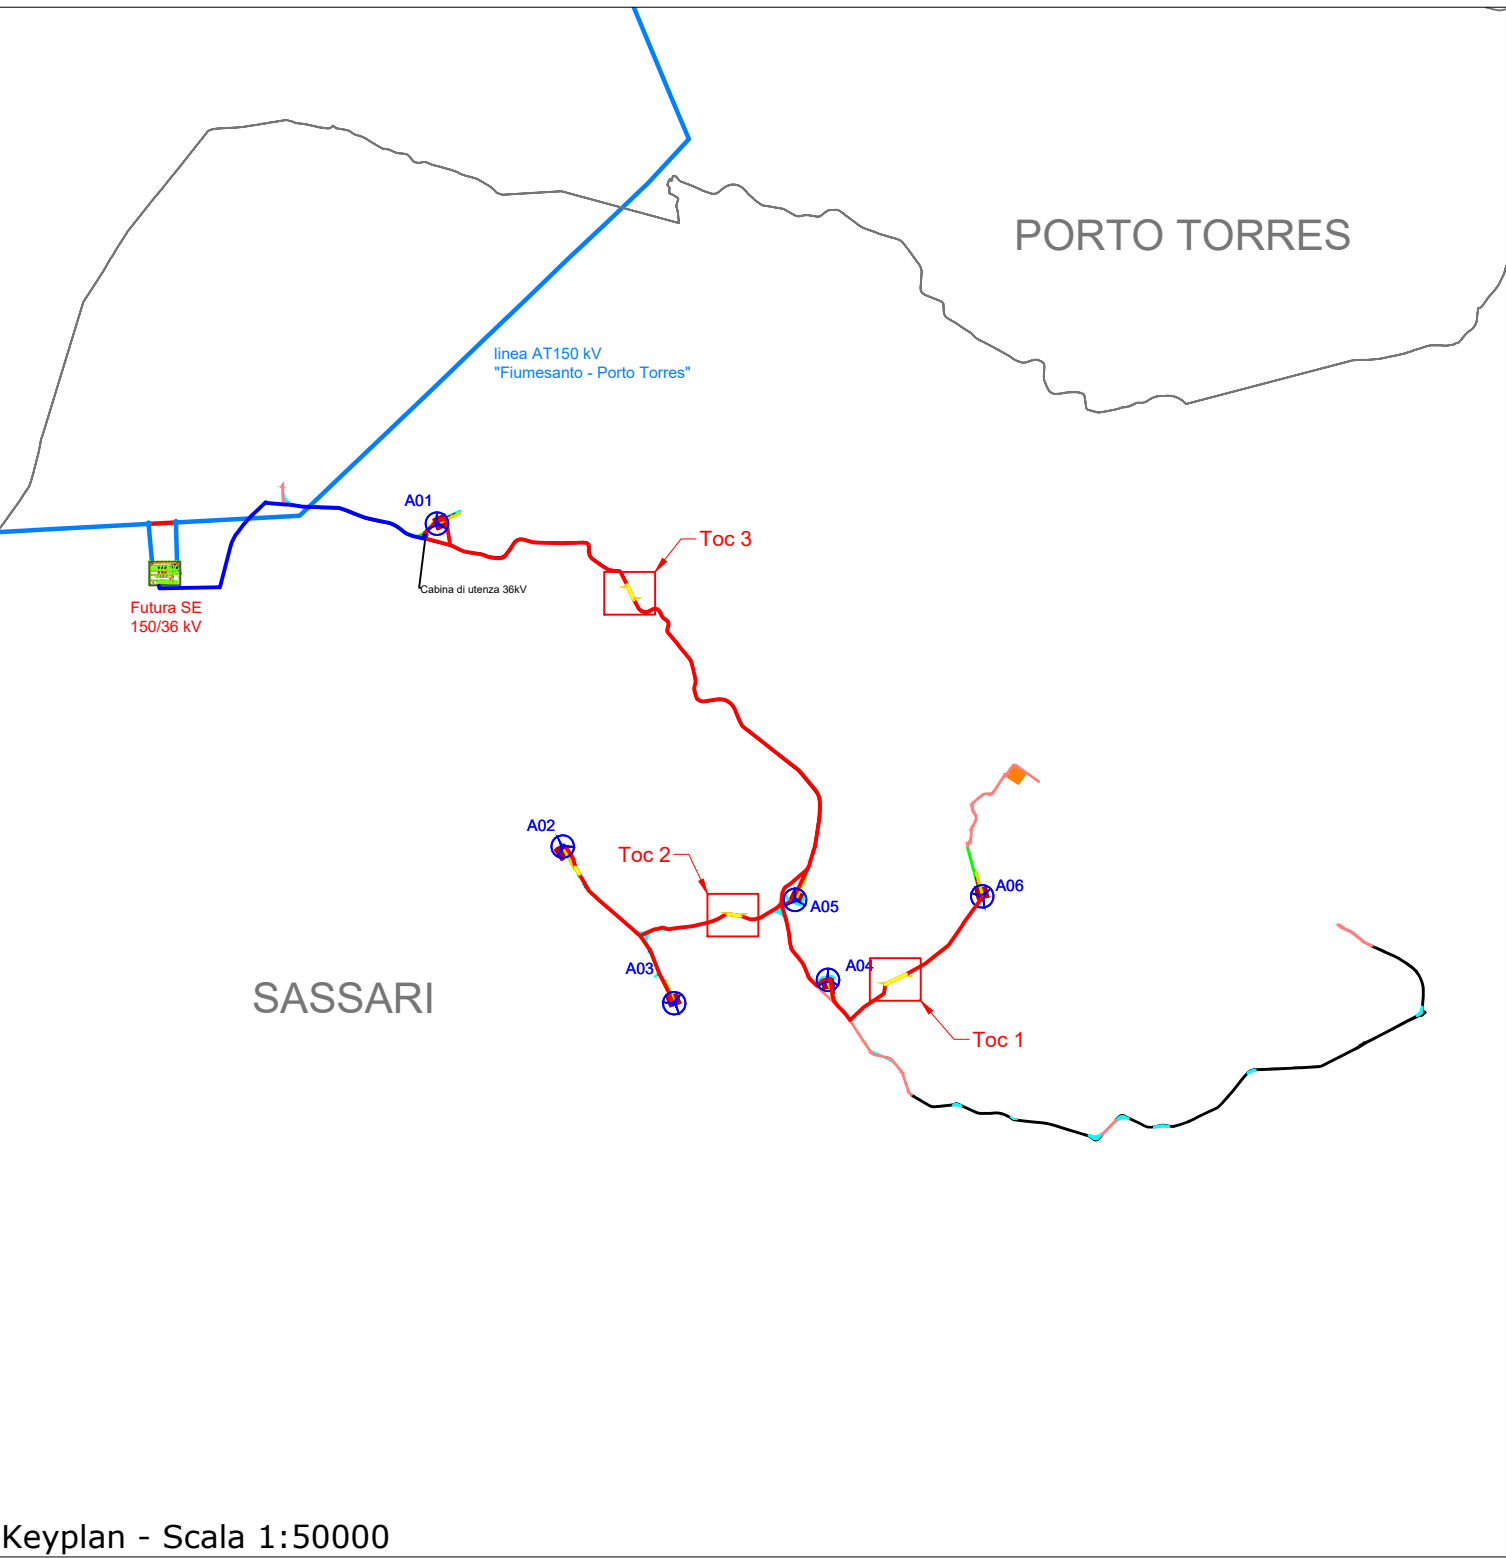 PORTO TORRES
linea AT150 kV
"Fiumesanto - Porto Torres"
A01
Toc 3
Cabina di utenza 36kV
Futura SE
150/36 kV
A02
Toc 2
A06
A05
A03
A04
SASSARI
Toc 1
Keyplan - Scala 1:50000